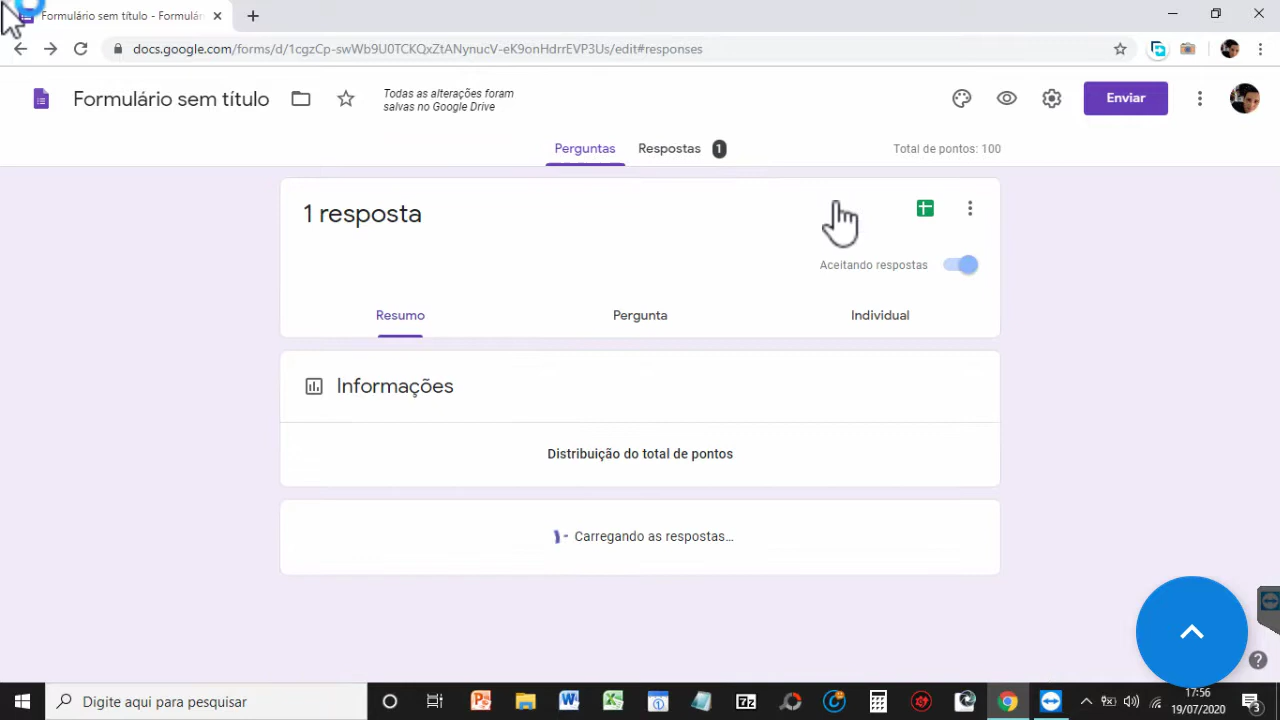 Formulário sem título - Formulár
docs.google.com/forms/d/1cgzCp-swWb9U0TCKQxZtANynucV-eK9onHdrrEVP3Us/edit#responses
Formulário sem título
Todas as alterações foram
salvas no Google Drive
Enviar
Perguntas
Respostas 1
Total de pontos: 100
1 resposta
Aceitando respostas
Resumo
Pergunta
Individual
Informações
Distribuição do total de pontos
Carregando as respostas...
Digite aqui para pesquisar
17:56
19/07/2020
3